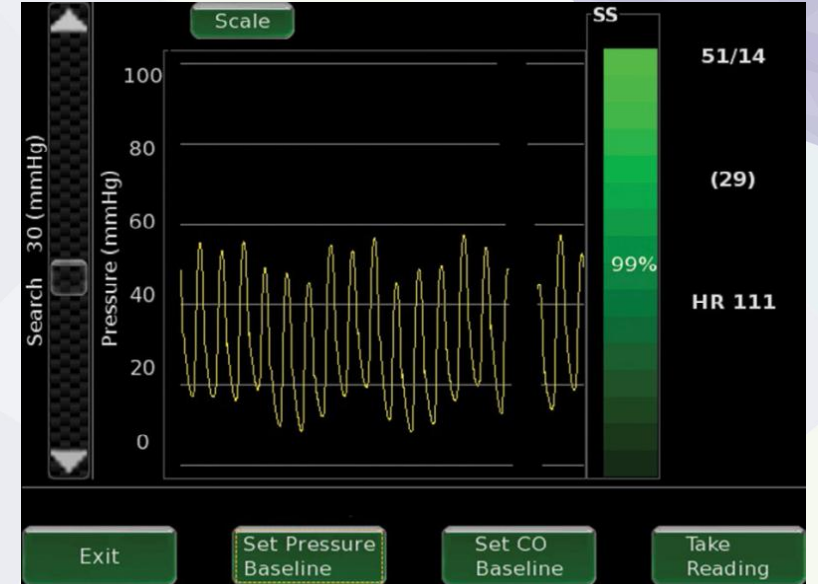 Scale
SS
51/14
(29)
HR 111
99%
Search 30 (mmHg)
Pressure (mmHg)
100
80
60
40
20
0
Exit
Set Pressure
Baseline
Set CO
Baseline
Take
Reading